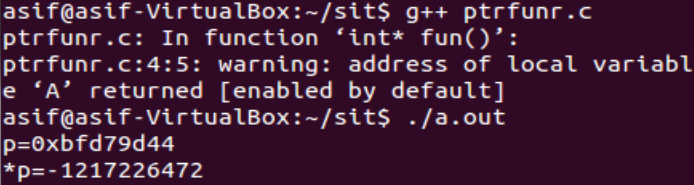 asif@asif-VirtualBox:~/sit$ g++ ptrfunr.c
ptrfunr.c: In function ‘int* fun()’:
ptrfunr.c:4:5: warning: address of local variabl
e ‘A’ returned [enabled by default]
asif@asif-VirtualBox:~/sit$ ./a.out
p=0xbfd79d44
*p=-1217226472